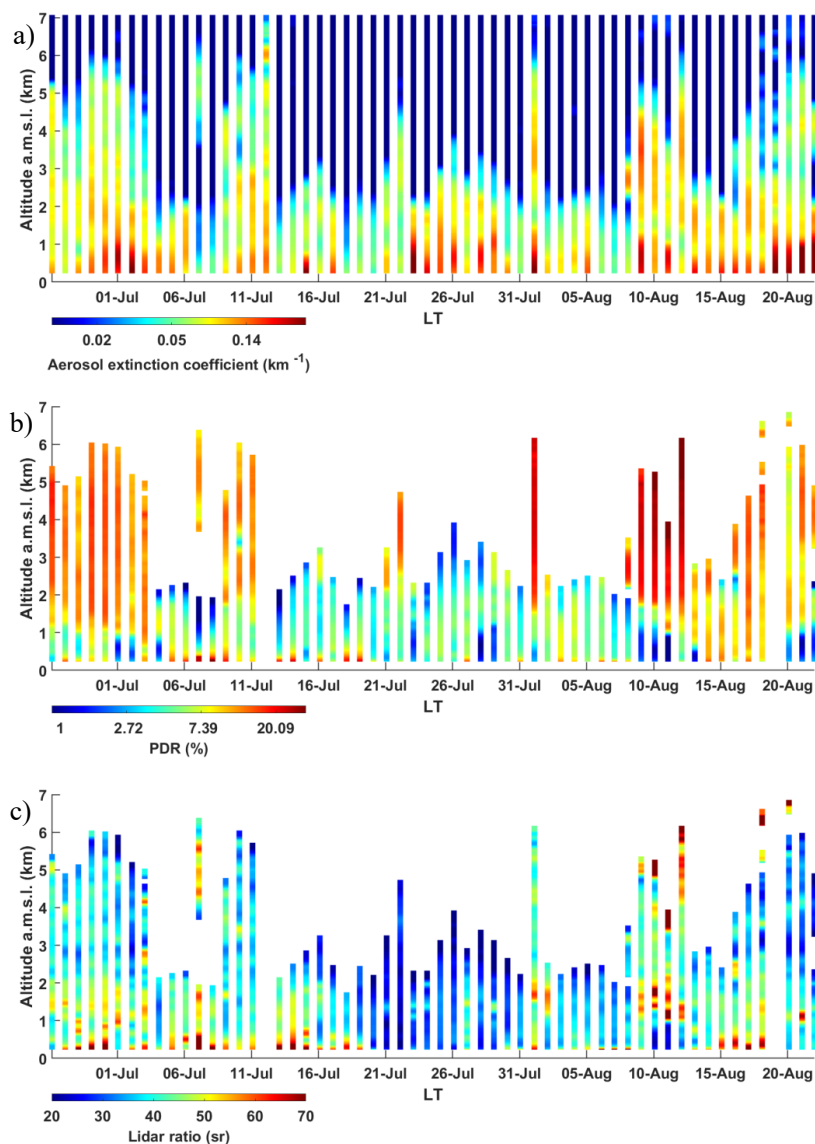 a)
7
6
5
4
3
2
1
0
Altitude a.m.s.l. (km)
01-Jul 06-Jul 11-Jul 16-Jul 21-Jul 26-Jul 31-Jul 05-Aug 10-Aug 15-Aug 20-Aug
LT
0.02 0.05 0.14
Aerosol extinction coefficient (km -1)
b)
7
6
5
4
3
2
1
0
Altitude a.m.s.l. (km)
01-Jul 06-Jul 11-Jul 16-Jul 21-Jul 26-Jul 31-Jul 05-Aug 10-Aug 15-Aug 20-Aug
LT
1 2.72 7.39 20.09
PDR (%)
c)
7
6
5
4
3
2
1
0
Altitude a.m.s.l. (km)
01-Jul 06-Jul 11-Jul 16-Jul 21-Jul 26-Jul 31-Jul 05-Aug 10-Aug 15-Aug 20-Aug
LT
20 30 40 50 60 70
Lidar ratio (sr)